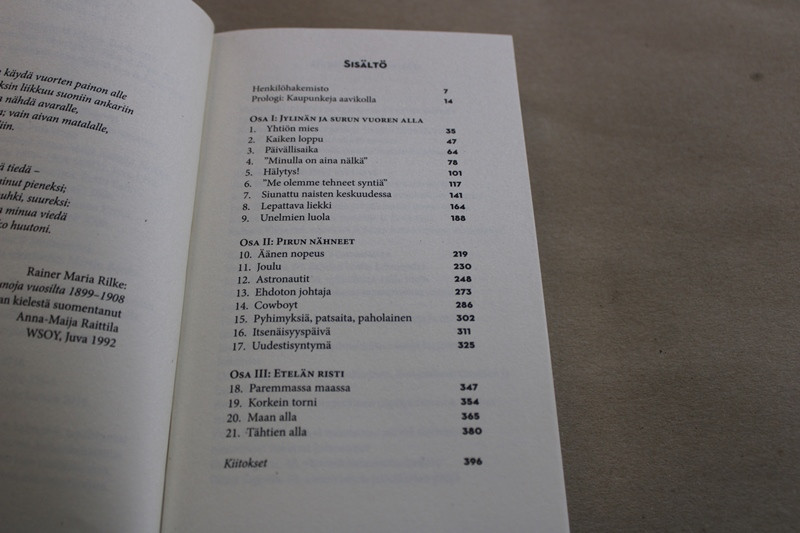 käydä vuorten painon alle
ksin liikkuu suoniin ankariin
nähdä avaralle,
vain aivan matalalle,
tiedä –
minut pieneksi;
suureksi:
minua viedä
huutoni.
Rainer Maria Rilke:
vuosilta 1899–1908
kielestä suomentanut
Anna-Maija Raittila
WSOY, Juva 1992
SISÄLTÖ
Henkilöhakemisto 7
Prologi: Kaupunkeja aavikolla 14
OSA I: JYLINÄN JA SURUN VUOREN ALLA
1. Yhtiön mies 35
2. Kaiken loppu 47
3. Päivällisaika 64
4. "Minulla on aina nälkä" 78
5. Hälytys! 101
6. "Me olemme tehneet syntiä" 117
7. Siunattu naisten keskuudessa 141
8. Lepattava liekki 164
9. Unelmien luola 188
OSA II: PIRUN NÄHNEET
10. Äänen nopeus 219
11. Joulu 230
12. Astronautit 248
13. Ehdoton johtaja 273
14. Cowboyt 286
15. Pyhimyksiä, patsaita, paholainen 302
16. Itsenäisyyspäivä 311
17. Uudestisyntymä 325
OSA III: ETELÄN RISTI
18. Paremmassa maassa 347
19. Korkein torni 354
20. Maan alla 365
21. Tähtien alla 380
Kiitokset 396